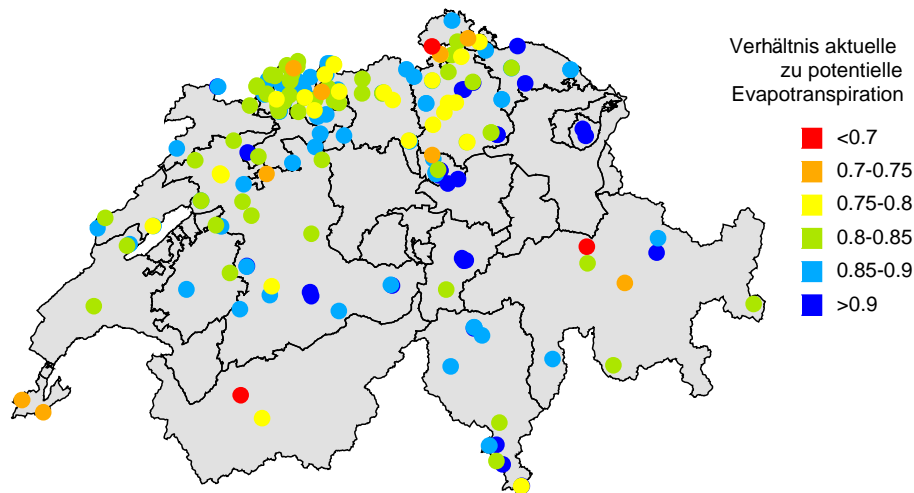 Verhältnis aktuelle
zu potentielle
Evapotranspiration
<0.7
0.7-0.75
0.75-0.8
0.8-0.85
0.85-0.9
>0.9